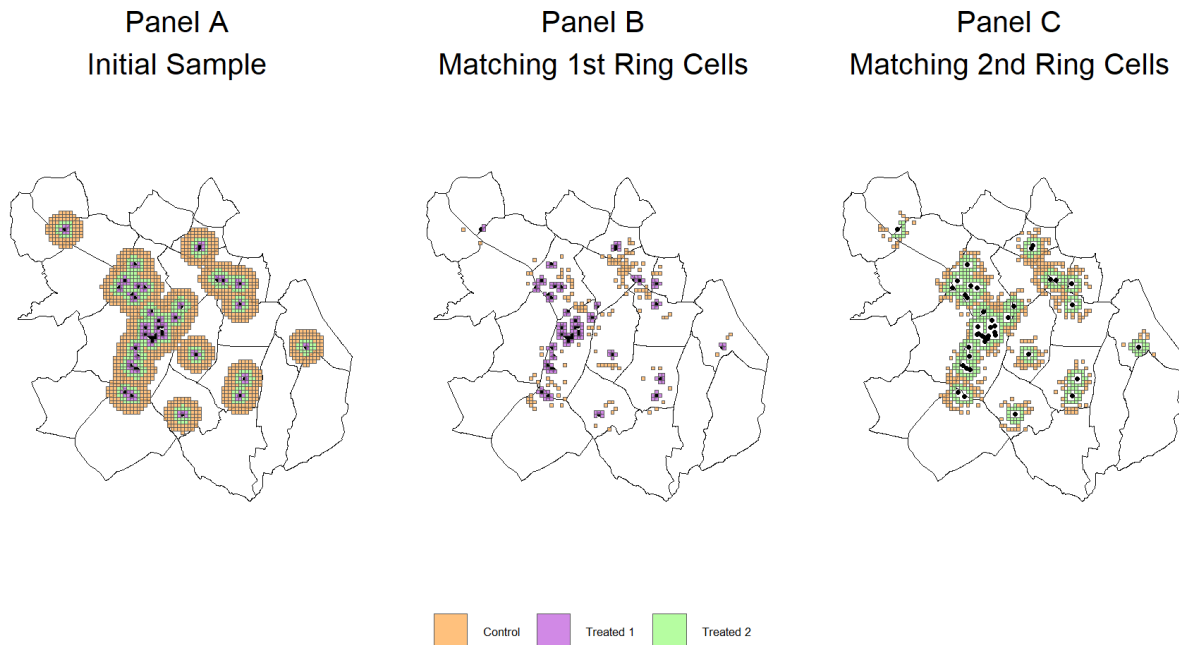 Panel A
Initial Sample
Panel B
Matching 1st Ring Cells
Panel C
Matching 2nd Ring Cells
Control
Treated 1
Treated 2